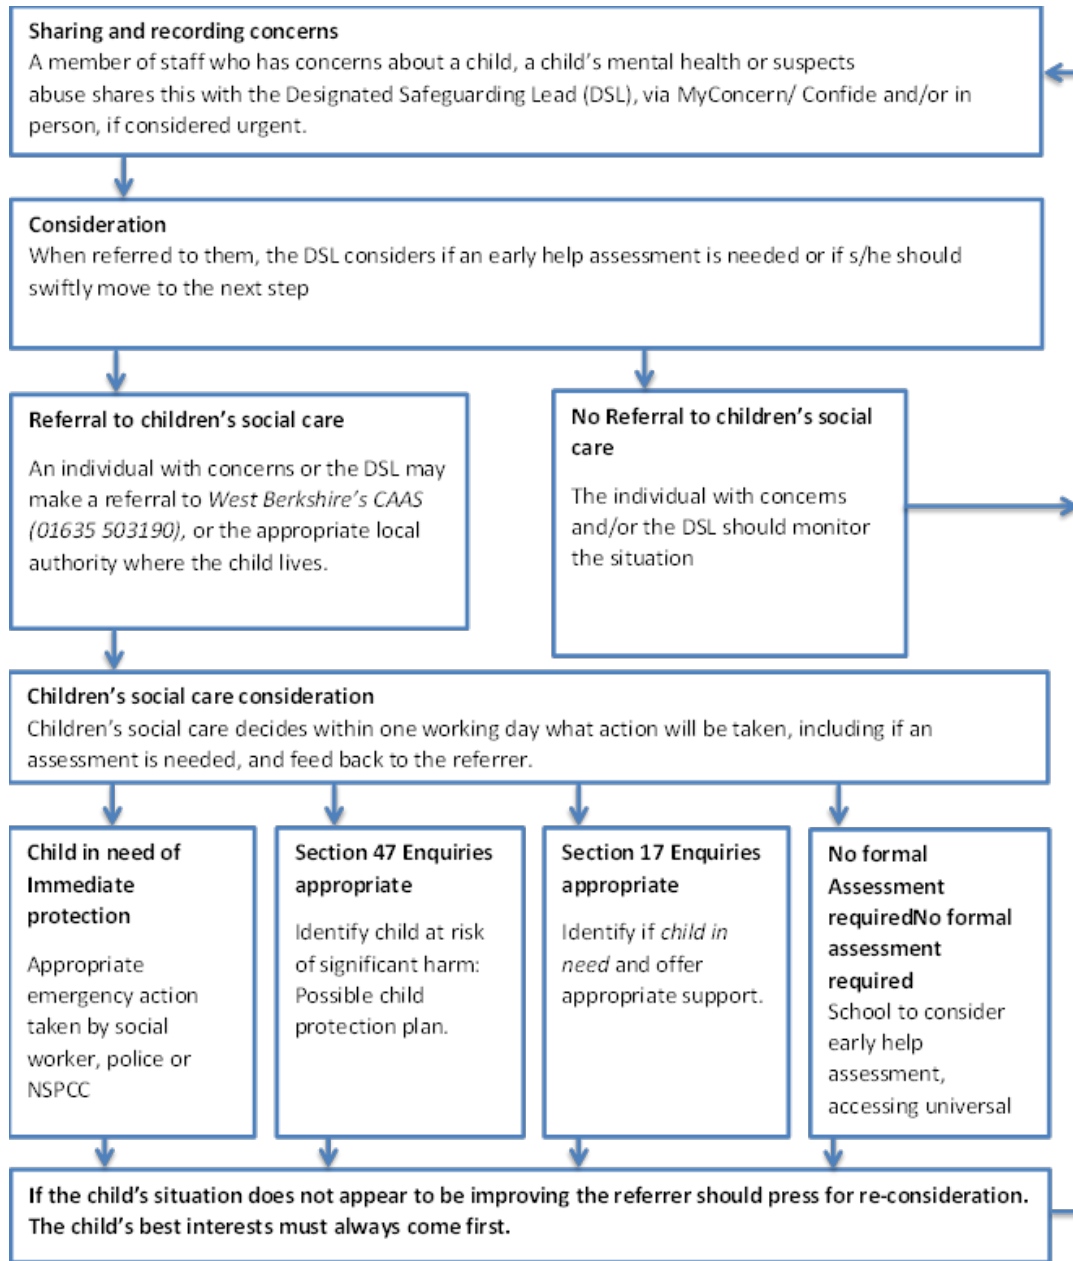 Sharing and recording concerns
A member of staff who has concerns about a child, a child's mental health or suspects
abuse shares this with the Designated Safeguarding Lead (DSL), via MyConcern/ Confide and/or in
person, if considered urgent.
Consideration
When referred to them, the DSL considers if an early help assessment is needed or if s/he should
swiftly move to the next step
Referral to children's social care
An individual with concerns or the DSL may
make a referral to West Berkshire's CAAS
(01635 503190), or the appropriate local
authority where the child lives.
No Referral to children's social
care
The individual with concerns
and/or the DSL should monitor
the situation
Children's social care consideration
Children's social care decides within one working day what action will be taken, including if an
assessment is needed, and feed back to the referrer.
Child in need of
Immediate
protection
Appropriate
emergency action
taken by social
worker, police or
NSPCC
Section 47 Enquiries
appropriate
Identify child at risk
of significant harm:
Possible child
protection plan.
Section 17 Enquiries
appropriate
Identify if child in
need and offer
appropriate support.
No formal
Assessment
requiredNo formal
assessment
required
School to consider
early help
assessment,
accessing universal
If the child's situation does not appear to be improving the referrer should press for re-consideration.
The child's best interests must always come first.